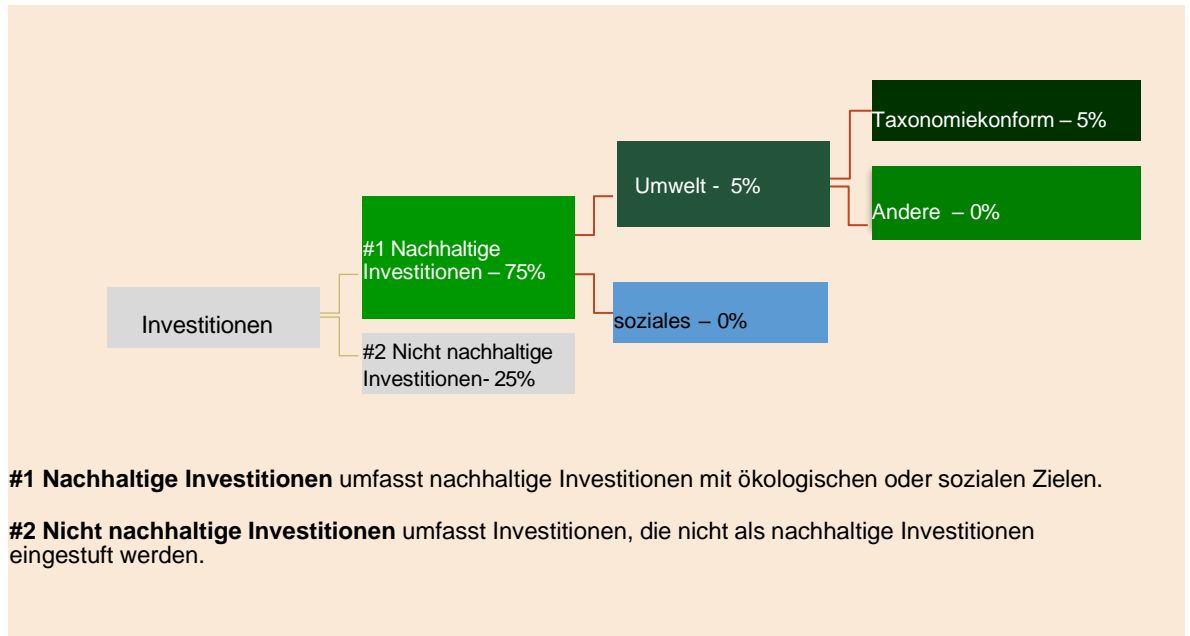 Investitionen
#1 Nachhaltige
Investitionen – 75%
#2 Nicht nachhaltige
Investitionen- 25%
Umwelt - 5%
soziales – 0%
Taxonomiekonform – 5%
Andere – 0%
#1 Nachhaltige Investitionen umfasst nachhaltige Investitionen mit ökologischen oder sozialen Zielen.
#2 Nicht nachhaltige Investitionen umfasst Investitionen, die nicht als nachhaltige Investitionen
eingestuft werden.